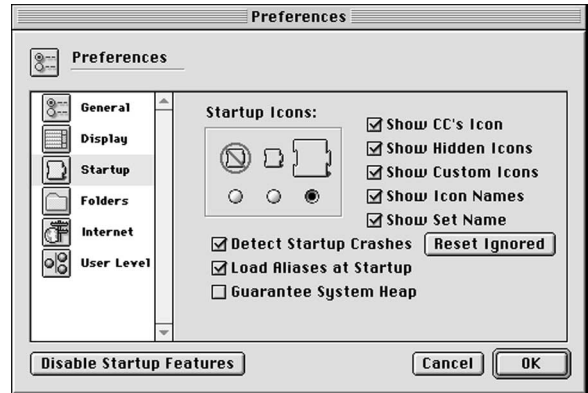 Preferences
Preferences
General
Display
Startup
Folders
Internet
User Level
Startup Icons:
Show CC's Icon
Show Hidden Icons
Show Custom Icons
Show Icon Names
Show Set Name
Detect Startup Crashes
Reset Ignored
Load Aliases at Startup
Guarantee System Heap
Disable Startup Features
Cancel
OK